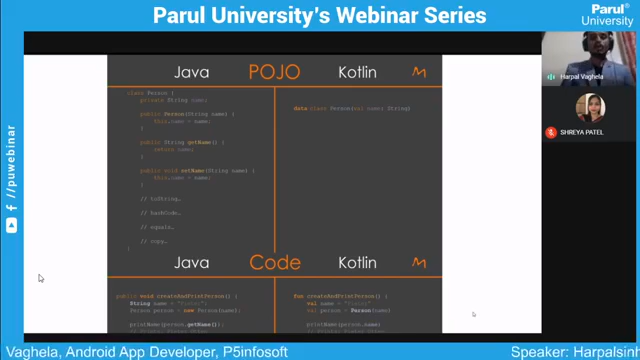 Parul University's Webinar Series
Parul®
University
f /puwebinar
Java POJO Kotlin
class Person {
private String name;
public Person(String name) {
this.name = name;
}
public String getName() {
return name;
}
public void setName(String name) {
this.name = name;
}
// toString…
// hashCode…
// equals…
// copy…
}
data class Person(val name: String)
Java Code Kotlin
public void createAndPrintPerson() {
String name =
Person person = new Person(name);
printName(person.getName());
fun createAndPrintPerson() {
val name =
val person = Person(name)
printName(person.name)
Harpal Vaghela
SHREYA PATEL
Vaghela, Android App Developer, P5infosoft
Speaker: Harpalsinh